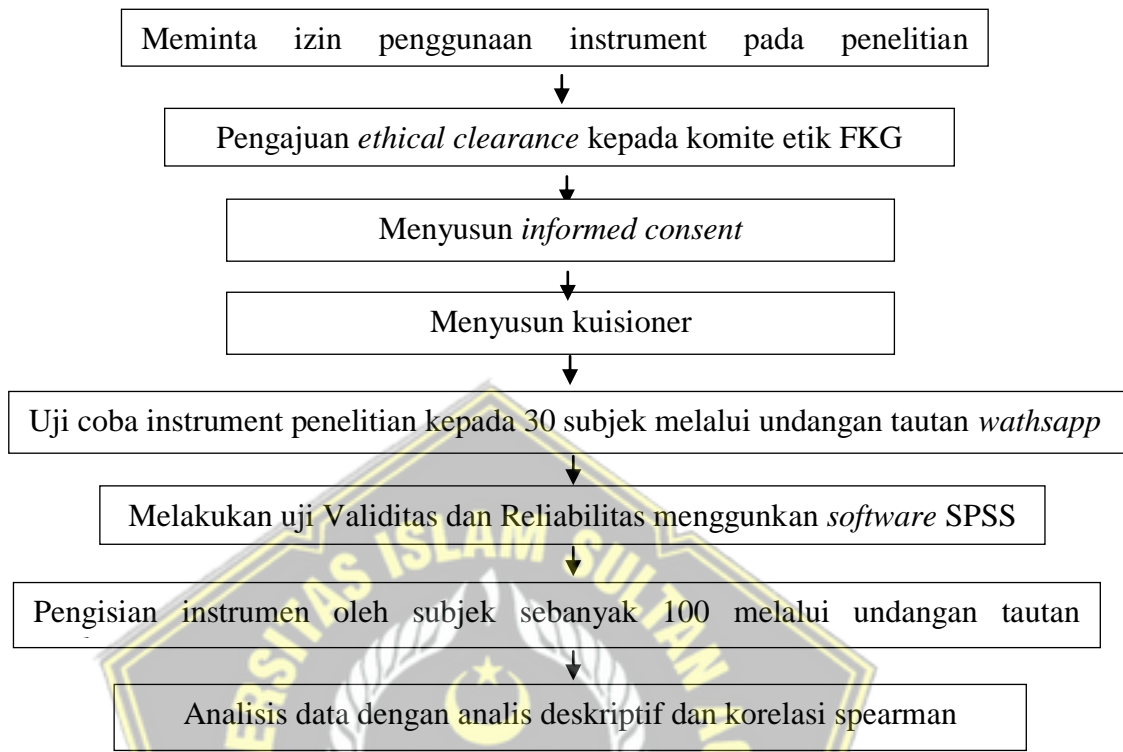 Meminta izin penggunaan instrument pada penelitian
Pengajuan ethical clearance kepada komite etik FKG
Menyusun informed consent
Menyusun kuisioner
Uji coba instrument penelitian kepada 30 subjek melalui undangan tautan wathsapp
Melakukan uji Validitas dan Reliabilitas menggunkan software SPSS
ISLAM SULTAN
Pengisian instrumen oleh subjek sebanyak 100 melalui undangan tautan
Analisis data dengan analis deskriptif dan korelasi spearman